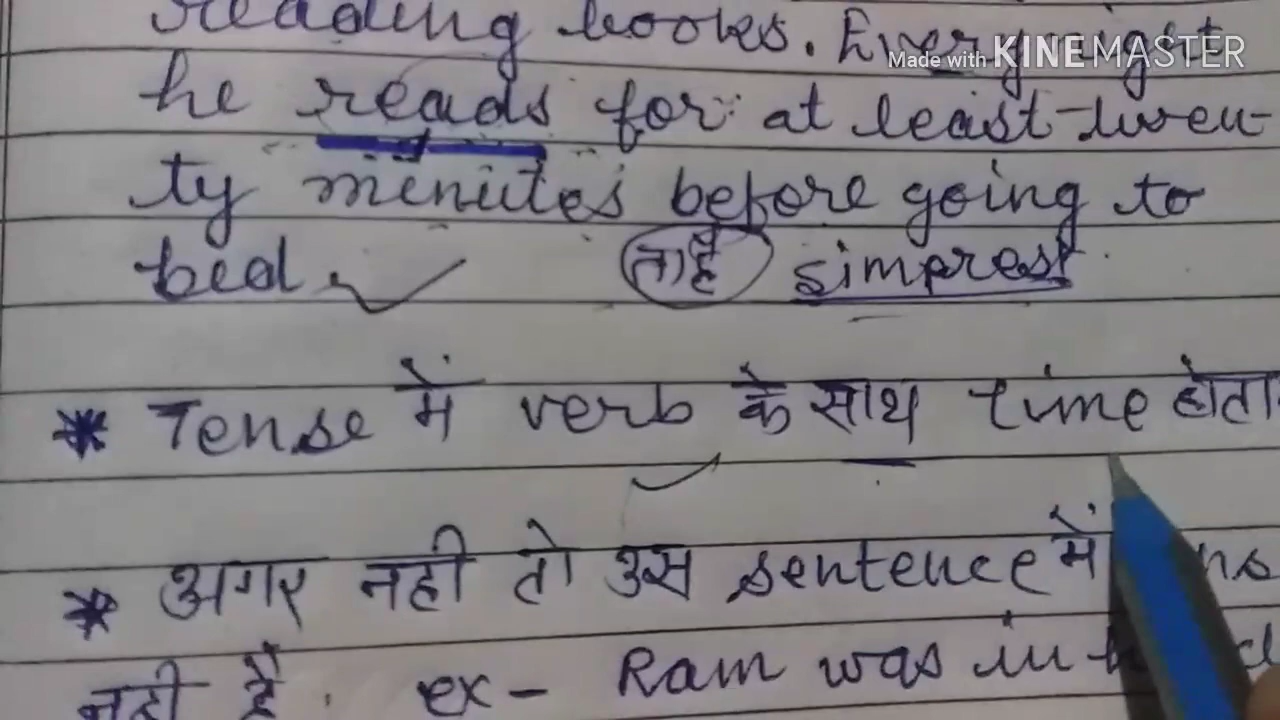 reading books. Every night
Made with KINEMASTER
he reads for at least twen-
ty minutes before going to
bed ताहै simprest
* Tense में verb के साथ time होता
* अगर नही तो उस sentence में
नही है. ex- Ram was in